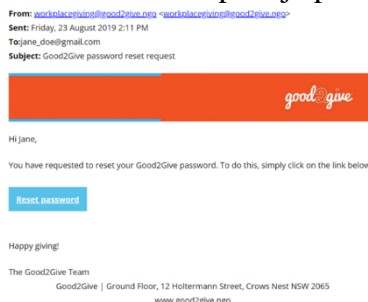 From: workplacegiving@good2give.ngo <workplacegiving@good2give.ngo>
Sent: Friday, 23 August 2019 2:11 PM
To:jane_doe@gmail.com
Subject: Good2Give password reset request
good2give
Hi Jane,
You have requested to reset your Good2Give password. To do this, simply click on the link below
Reset password
Happy giving!
The Good2Give Team
Good2Give | Ground Floor, 12 Holtermann Street, Crows Nest NSW 2065
www.good2give.ngo